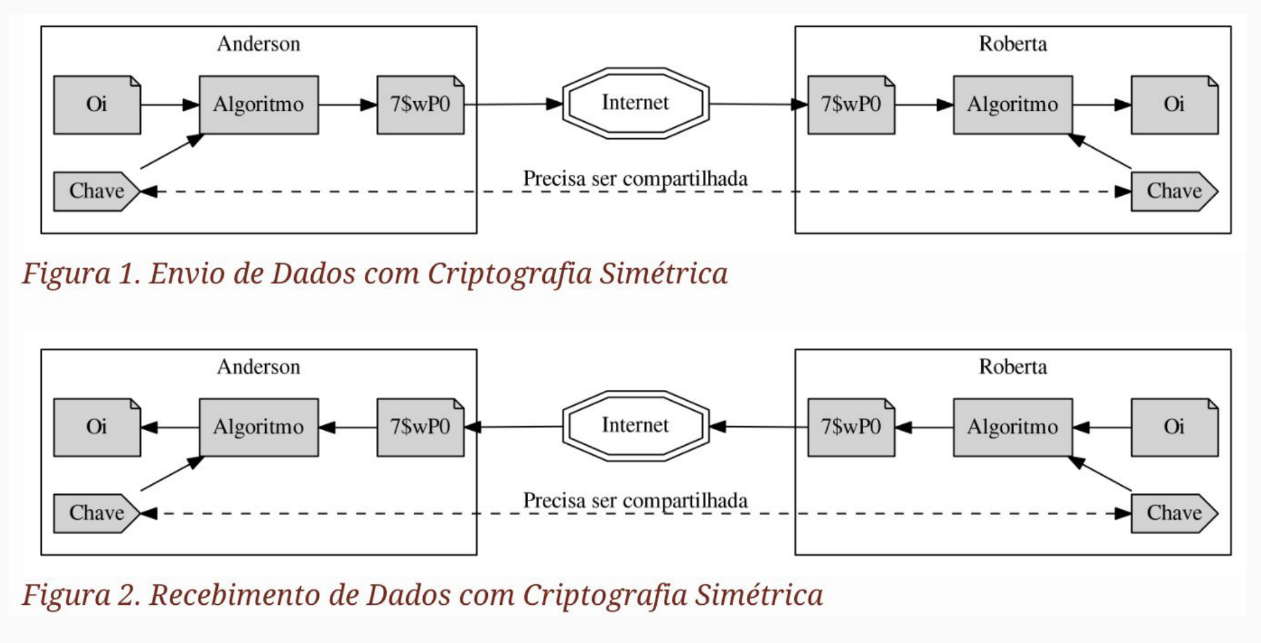 Anderson
Roberta
Oi
Algoritmo
7$wP0
Internet
7$wP0
Algoritmo
Oi
Precisa ser compartilhada
Chave
Chave
Figura 1. Envio de Dados com Criptografia Simétrica
Anderson
Roberta
Oi
Algoritmo
7$wP0
Internet
7$wP0
Algoritmo
Oi
Precisa ser compartilhada
Chave
Chave
Figura 2. Recebimento de Dados com Criptografia Simétrica